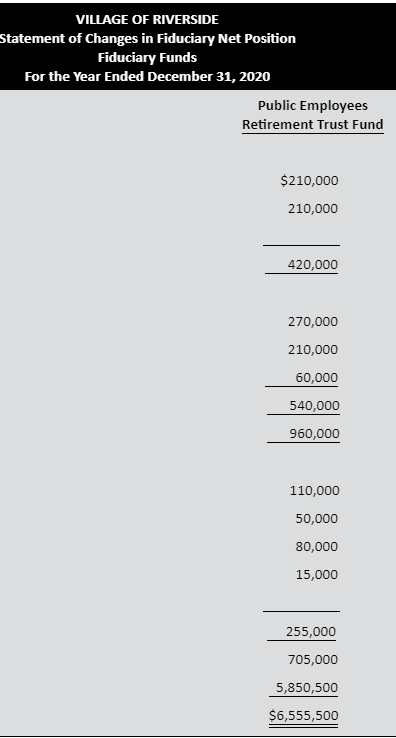 VILLAGE OF RIVERSIDE
Statement of Changes in Fiduciary Net Position
Fiduciary Funds
For the Year Ended December 31, 2020
Public Employees
Retirement Trust Fund
$210,000
210,000
420,000
270,000
210,000
60,000
540,000
960,000
110,000
50,000
80,000
15,000
255,000
705,000
5,850,500
$6,555,500